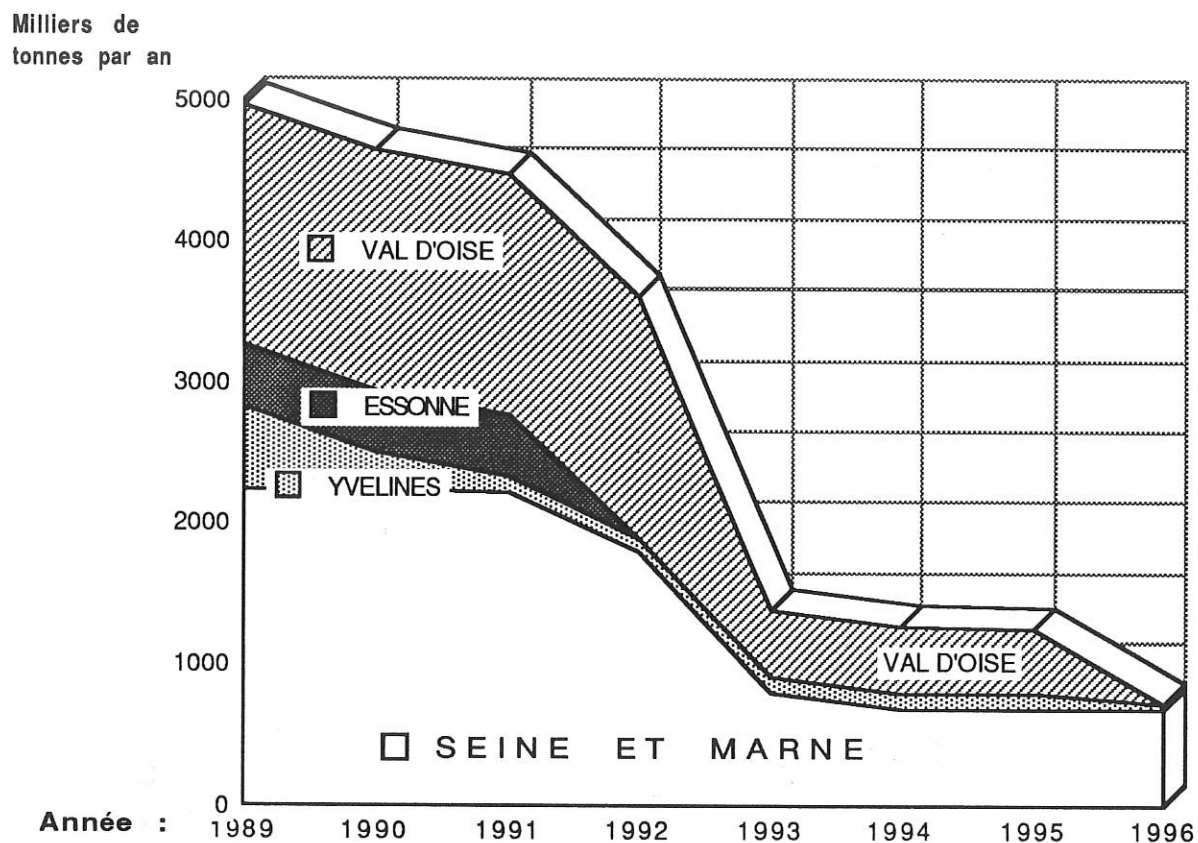 Milliers de
tonnes par an
5000
4000
3000
2000
1000
0
VAL D'OISE
ESSONNE
YVELINES
VAL D'OISE
SEINE ET MARNE
Année : 1989 1990 1991 1992 1993 1994 1995 1996